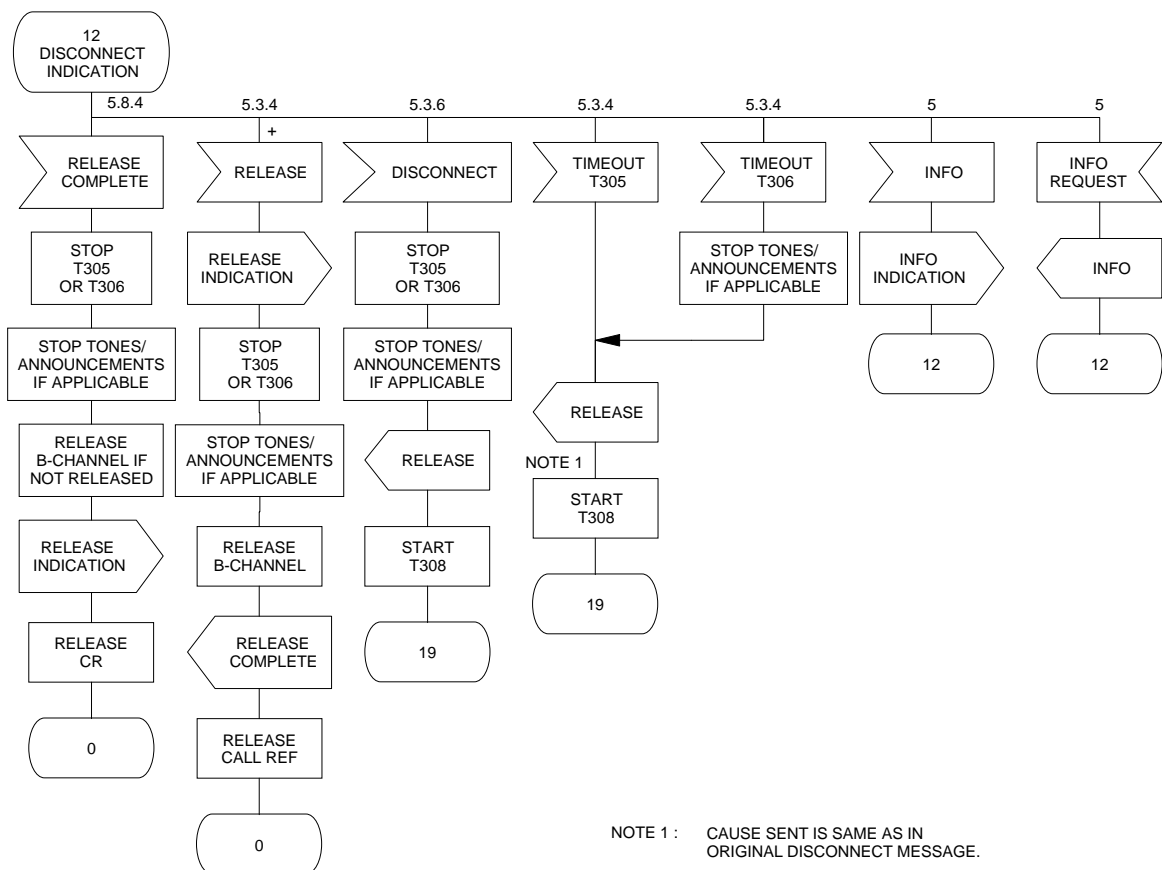 12
DISCONNECT
INDICATION
5.8.4
5.3.4
5.3.6
5.3.4
5.3.4
5
5
+
RELEASE
COMPLETE
RELEASE
DISCONNECT
TIMEOUT
T305
TIMEOUT
T306
INFO
INFO
REQUEST
STOP
T305
OR T306
RELEASE
INDICATION
STOP
T305
OR T306
STOP TONES/
ANNOUNCEMENTS
IF APPLICABLE
INFO
INDICATION
INFO
STOP TONES/
ANNOUNCEMENTS
IF APPLICABLE
STOP
T305
OR T306
STOP TONES/
ANNOUNCEMENTS
IF APPLICABLE
12
12
RELEASE
B-CHANNEL IF
NOT RELEASED
STOP TONES/
ANNOUNCEMENTS
IF APPLICABLE
RELEASE
RELEASE
NOTE 1
RELEASE
INDICATION
RELEASE
B-CHANNEL
START
T308
START
T308
19
RELEASE
CR
RELEASE
COMPLETE
19
0
RELEASE
CALL REF
0
NOTE 1 : CAUSE SENT IS SAME AS IN
ORIGINAL DISCONNECT MESSAGE.